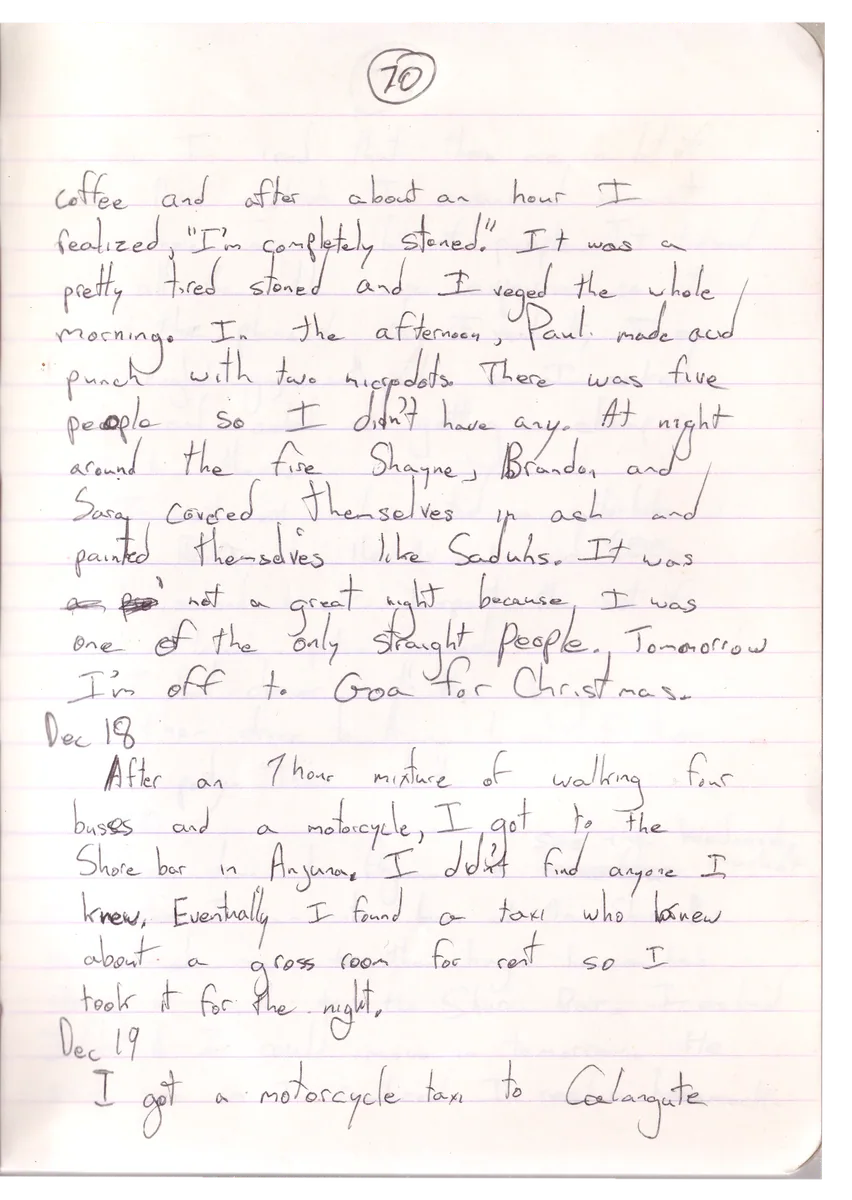 70
coffee and after about an hour I
realized, "I'm completely stoned." It was a
pretty tired stoned and I veged the whole
morning. In the afternoon, Paul made acid
punch with two microdots. There was five
people so I didn't have any. At night
around the fire Shayne, Brandon and
Sara covered themselves in ash and
painted themselves like Saduhs. It was
not a great night because I was
one of the only straight people. Tomorrow
I'm off to Goa for Christmas.
Dec 18
After an 7 hour mixture of walking four
buses and a motorcycle, I got to the
Shore bar in Anjuna. I didn't find anyone I
knew. Eventually I found a taxi who knew
about a gross room for rent so I
took it for the night.
Dec 19
I got a motorcycle taxi to Calangute